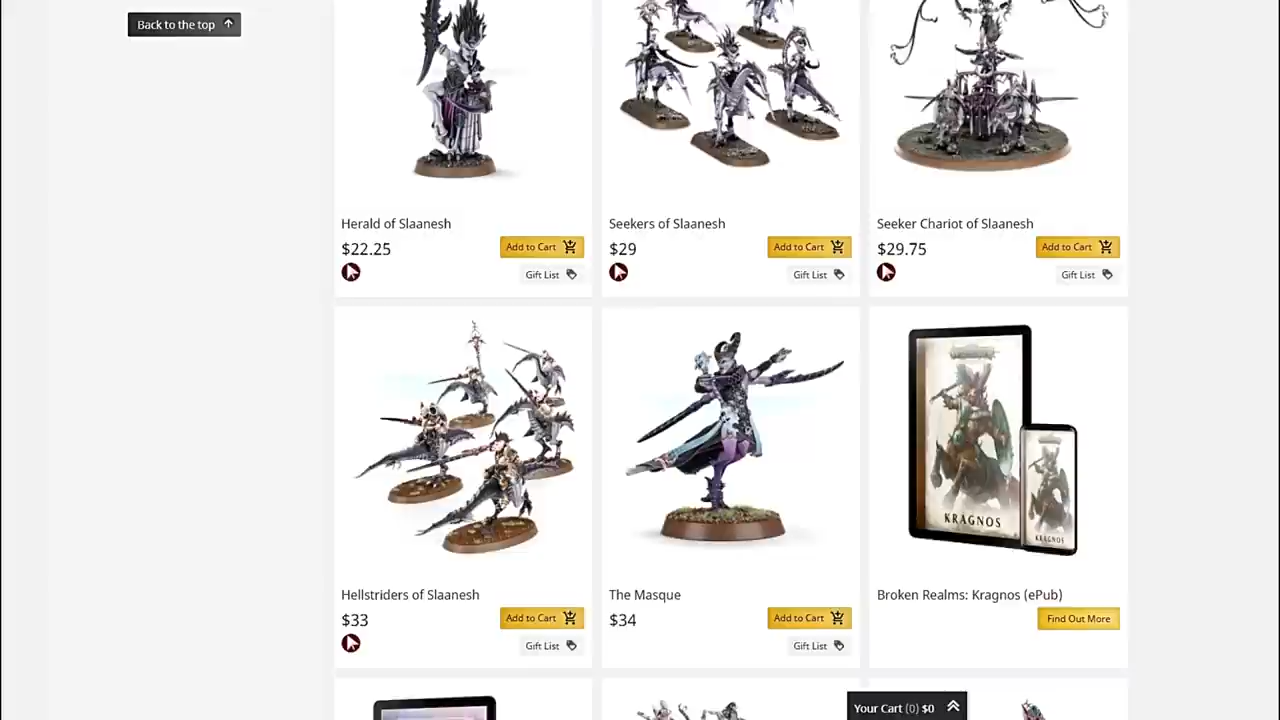 Back to the top
Herald of Slaanesh
$22.25
Add to Cart
Gift List
Seekers of Slaanesh
$29
Add to Cart
Gift List
Seeker Chariot of Slaanesh
$29.75
Add to Cart
Gift List
Hellstriders of Slaanesh
$33
Add to Cart
Gift List
The Masque
$34
Add to Cart
Gift List
KRAGNOS
KRAGNOS
Broken Realms: Kragnos (ePub)
Find Out More
Your Cart (0) $0